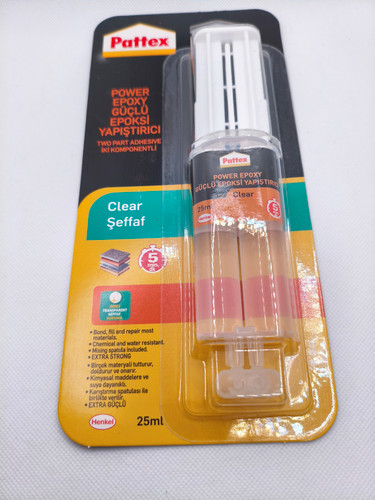 Pattex
POWER
EPOXY
GÜÇLÜ
EPOKSİ
YAPIŞTIRICI
TWO PART ADHESIVE
İKİ KOMPONENTLİ
Clear
Şeffaf
5
min.
TRANSPARENT
ŞEFFAF
• Bond, fill and repair most
materials.
• Chemical and water resistant.
• Mixing spatula included.
• EXTRA STRONG
• Birçok materyali tutturur,
doldurur ve onarır.
• Kimyasal maddelere ve
suya dayanıklı.
• Karıştırma spatulası ile
birlikte verilir.
• EXTRA GÜÇLÜ
Henkel
25ml
Pattex
POWER EPOXY
GÜÇLÜ EPOKSİ YAPIŞTIRICI
Clear
25ml